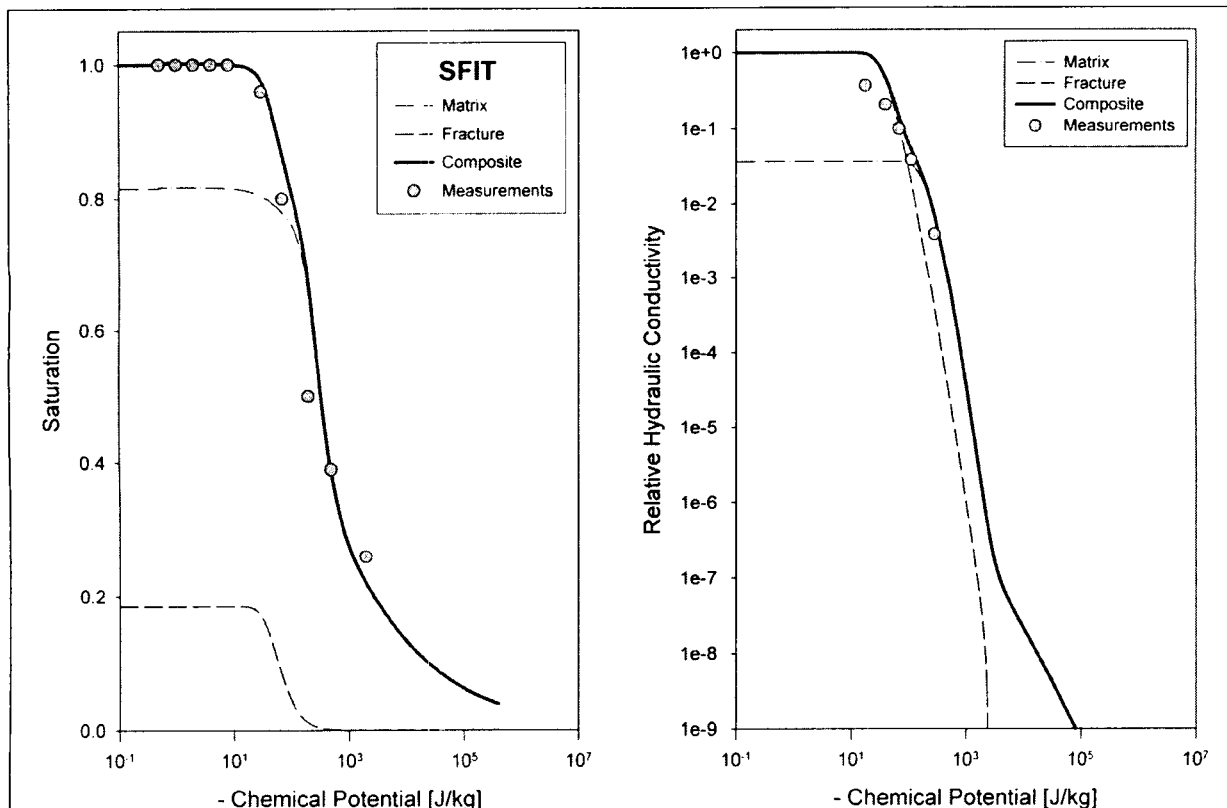 SFIT
Matrix
Fracture
Composite
Measurements
1.0
0.8
0.6
0.4
0.2
0.0
Saturation
10-1
101
103
105
107
- Chemical Potential [J/kg]
Matrix
Fracture
Composite
Measurements
1e+0
1e-1
1e-2
1e-3
1e-4
1e-5
1e-6
1e-7
1e-8
1e-9
Relative Hydraulic Conductivity
10-1
101
103
105
107
- Chemical Potential [J/kg]